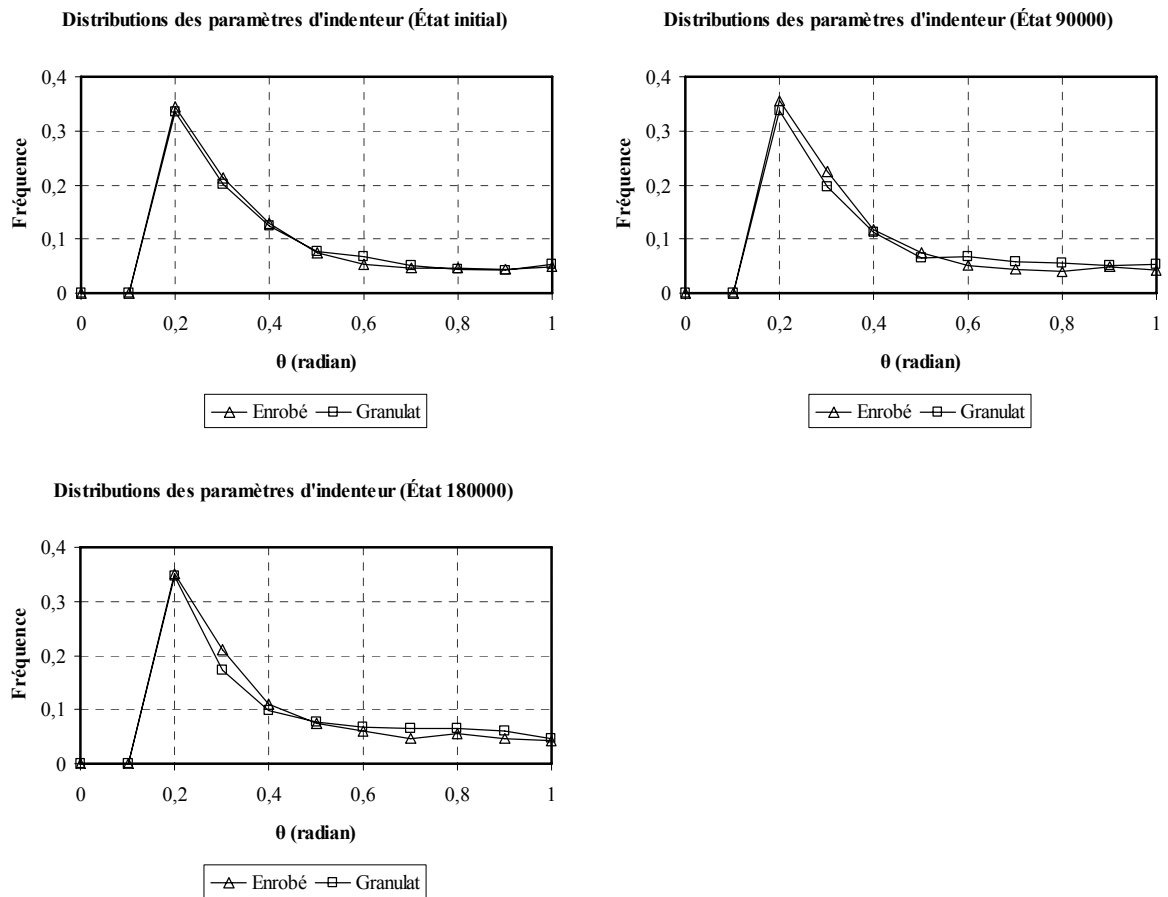 Distributions des paramètres d'indenteur (État initial)
0,4
0,3
0,2
0,1
0
Fréquence
0 0,2 0,4 0,6 0,8 1
θ (radian)
Enrobé Granulat
Distributions des paramètres d'indenteur (État 90000)
0,4
0,3
0,2
0,1
0
Fréquence
0 0,2 0,4 0,6 0,8 1
θ (radian)
Enrobé Granulat
Distributions des paramètres d'indenteur (État 180000)
0,4
0,3
0,2
0,1
0
Fréquence
0 0,2 0,4 0,6 0,8 1
θ (radian)
Enrobé Granulat